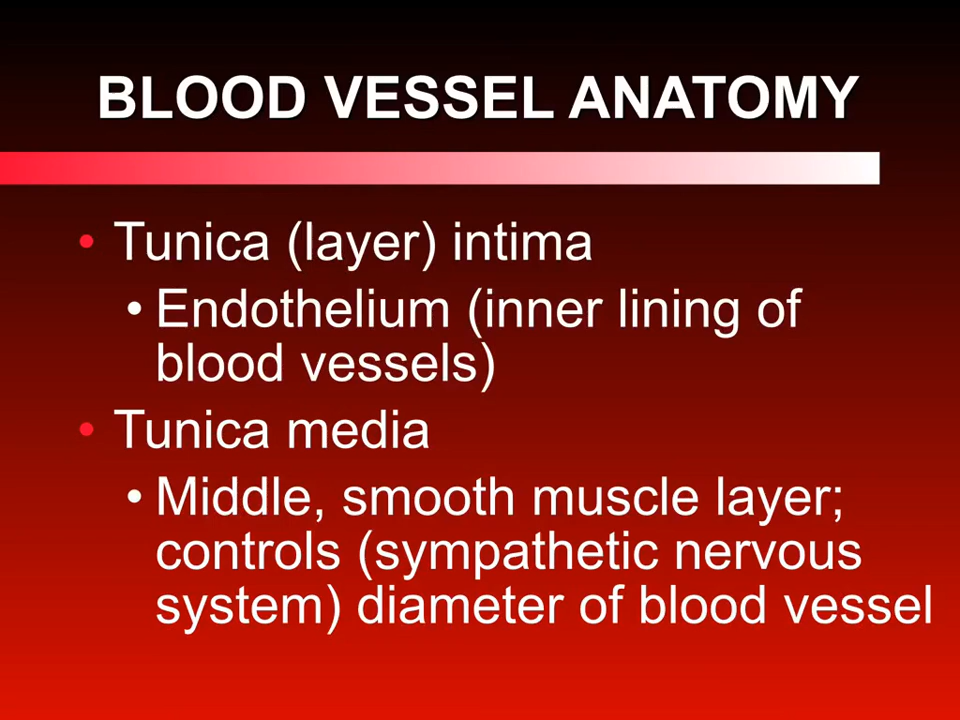 BLOOD VESSEL ANATOMY
• Tunica (layer) intima
• Endothelium (inner lining of
blood vessels)
• Tunica media
• Middle, smooth muscle layer;
controls (sympathetic nervous
system) diameter of blood vessel